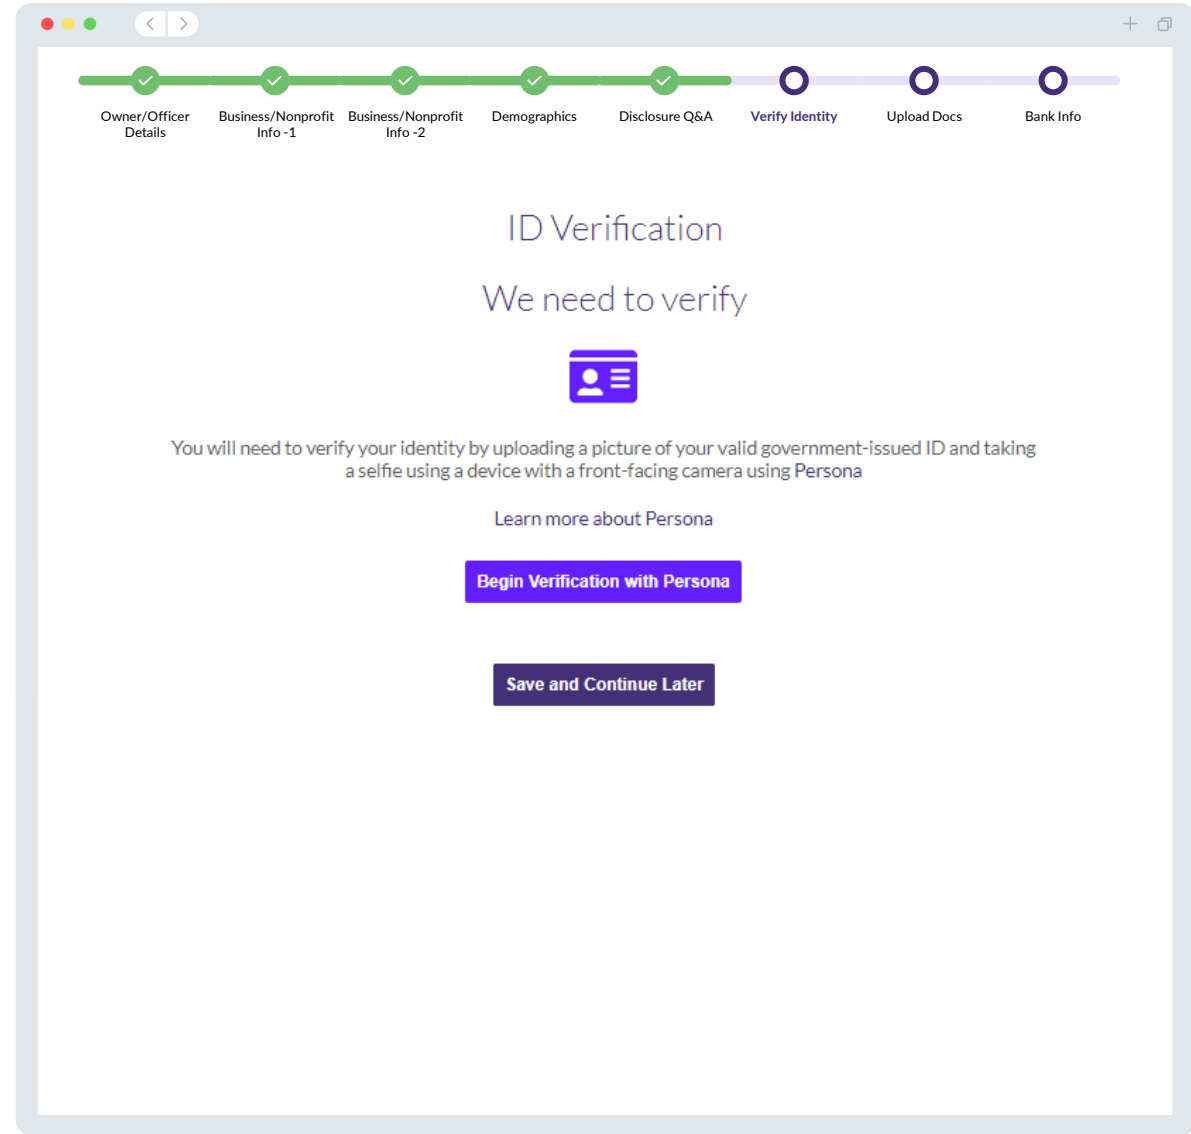 Owner/Officer
Details
Business/Nonprofit
Info -1
Business/Nonprofit
Info -2
Demographics
Disclosure Q&A
Verify Identity
Upload Docs
Bank Info
ID Verification
We need to verify
You will need to verify your identity by uploading a picture of your valid government-issued ID and taking
a selfie using a device with a front-facing camera using Persona
Learn more about Persona
Begin Verification with Persona
Save and Continue Later